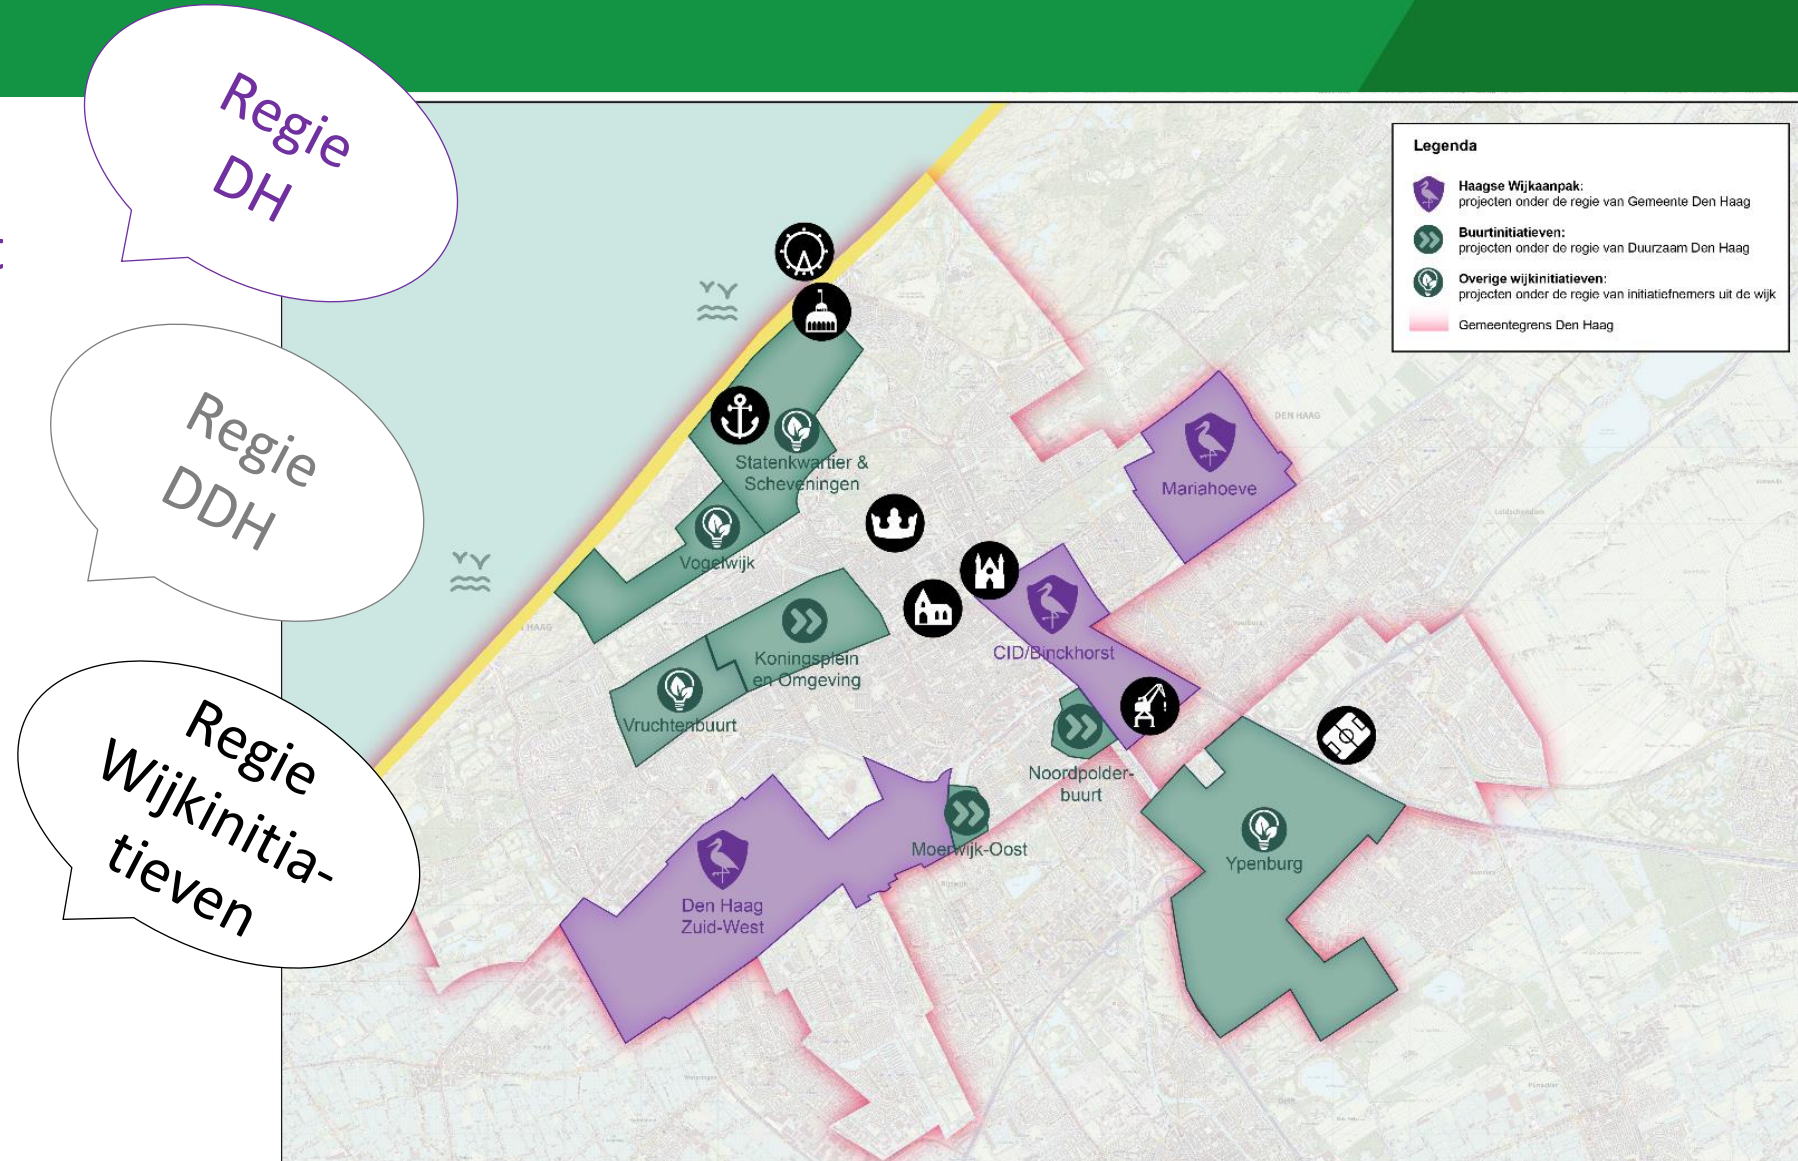 Regie
DH
t
Regie
DDH
Regie
Wijkinitia-
tieven
Legenda
Haagse Wijkaanpak:
projecten onder de regie van Gemeente Den Haag
Buurtinitiatieven:
projecten onder de regie van Duurzaam Den Haag
Overige wijkinitiatieven:
projecten onder de regie van initiatiefnemers uit de wijk
Gemeentegrens Den Haag
DEN HAAG
Statenkwartier &
Scheveningen
Mariahoeve
Vogelwijk
HAAG
CID/Binckhorst
Koningsplein
en Omgeving
Vruchtenbuurt
Noordpolder-
buurt
Moerwijk-Oost
Ypenburg
Den Haag
Zuid-West